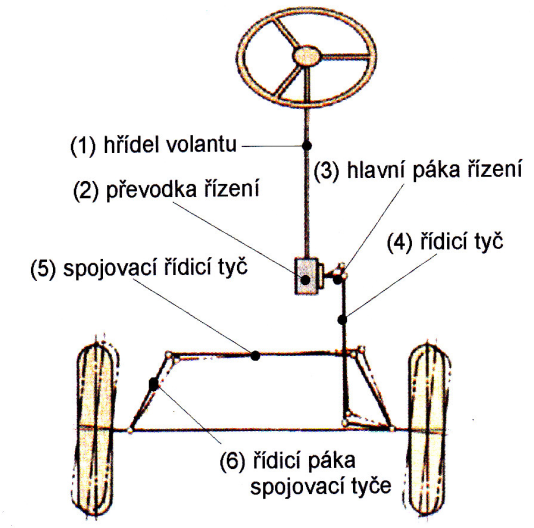 (1) hřídel volantu
(3) hlavní páka řízení
(2) převodka řízení
(4) řídicí tyč
(5) spojovací řídicí tyč
(6) řídicí páka
spojovací tyče